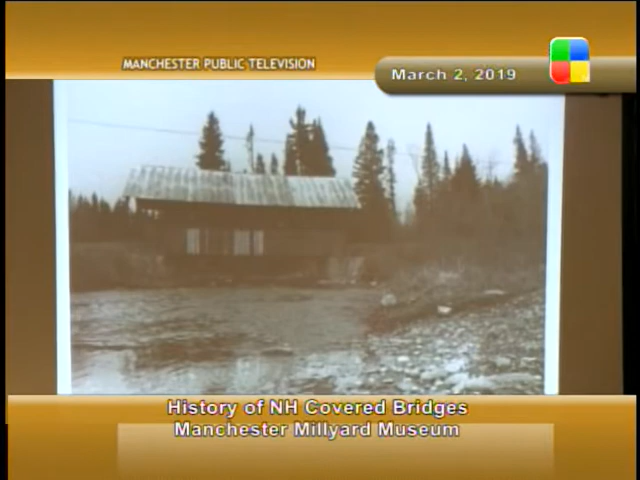 MANCHESTER PUBLIC TELEVISION
March 2, 2019
History of NH Covered Bridges
Manchester Millyard Museum